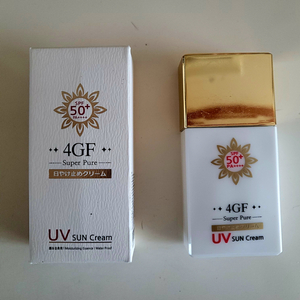 SPF
50+
PA++++
4GF
Super Pure
日やけ止めクリーム
UV SUN Cream
SPF
50+
PA++++
4GF
Super Pure
UV SUN Cream